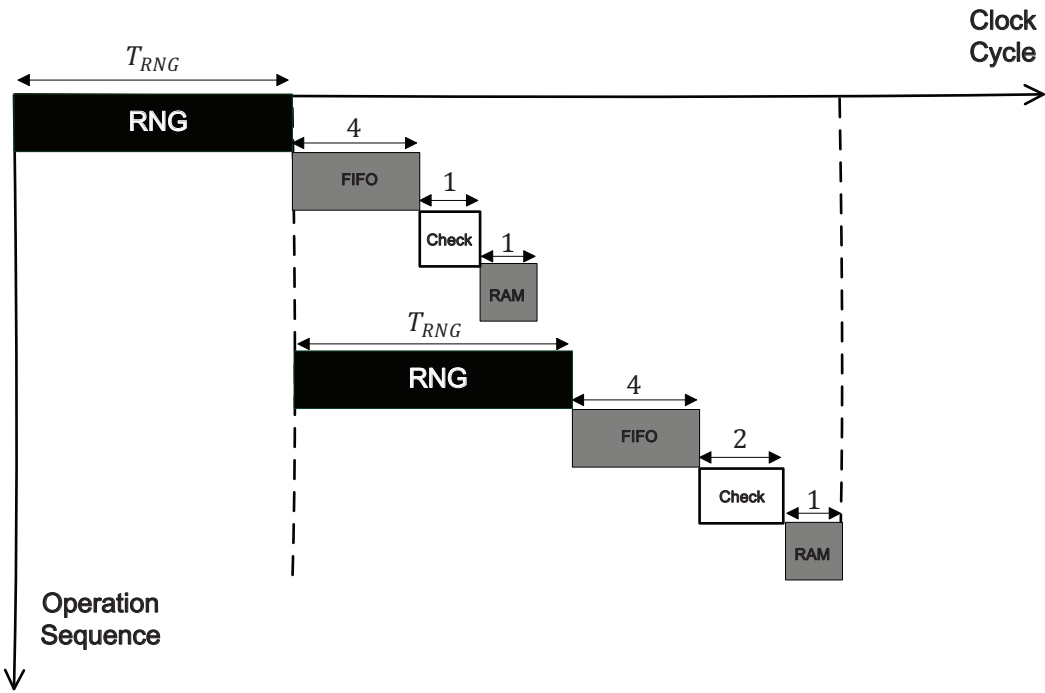 Clock
Cycle
T_RNG
RNG
4
FIFO
1
Check
1
RAM
T_RNG
RNG
4
FIFO
2
Check
1
RAM
Operation
Sequence